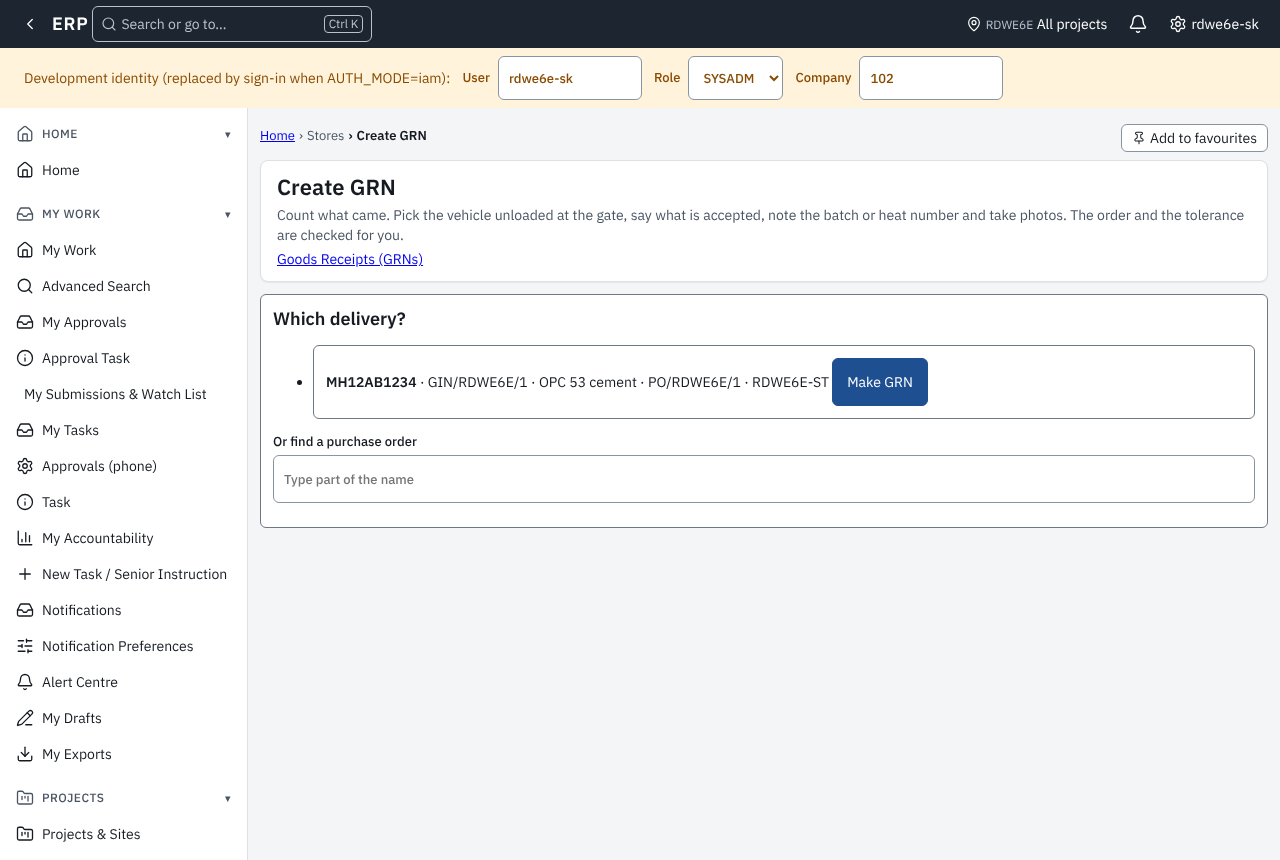 ERP
Search or go to...
Ctrl K
RDWE6E All projects
rdwe6e-sk
Development identity (replaced by sign-in when AUTH_MODE=iam): User rdwe6e-sk Role SYSADM Company 102
HOME
Home
MY WORK
My Work
Advanced Search
My Approvals
Approval Task
My Submissions & Watch List
My Tasks
Approvals (phone)
Task
My Accountability
New Task / Senior Instruction
Notifications
Notification Preferences
Alert Centre
My Drafts
My Exports
PROJECTS
Projects & Sites
Home › Stores › Create GRN
Add to favourites
Create GRN
Count what came. Pick the vehicle unloaded at the gate, say what is accepted, note the batch or heat number and take photos. The order and the tolerance
are checked for you.
Goods Receipts (GRNs)
Which delivery?
MH12AB1234 · GIN/RDWE6E/1 · OPC 53 cement · PO/RDWE6E/1 · RDWE6E-ST Make GRN
Or find a purchase order
Type part of the name